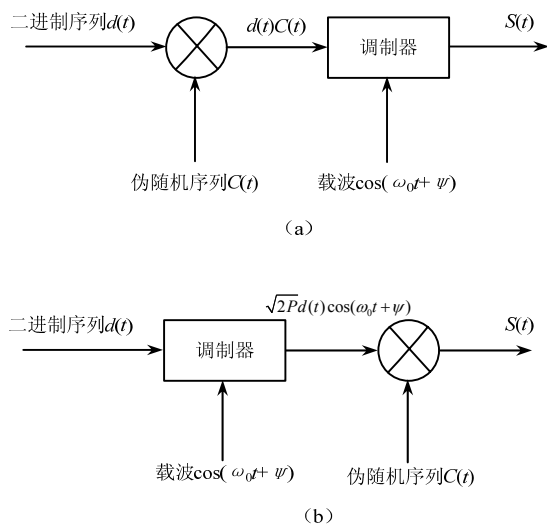 二进制序列d(t)
d(t)C(t)
S(t)
调制器
伪随机序列C(t)
载波cos(ω₀t+ψ)
（a）
√2Pd(t)cos(ω₀t+ψ)
二进制序列d(t)
S(t)
调制器
载波cos(ω₀t+ψ)
伪随机序列C(t)
（b）